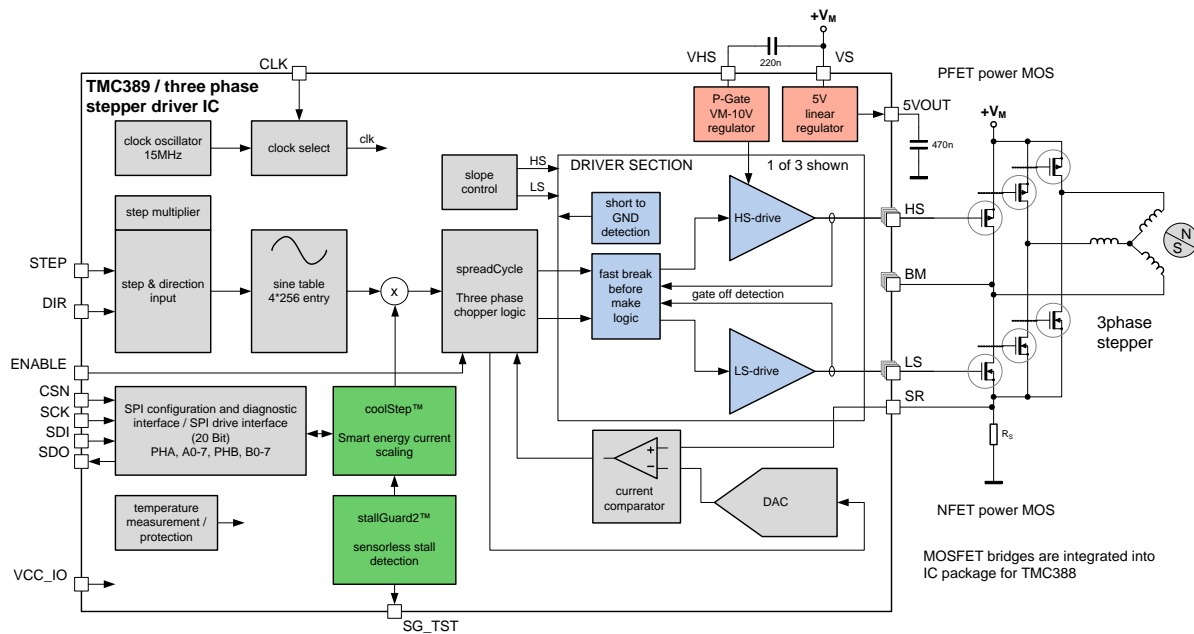 +VM
VHS
220n
VS
CLK
TMC389 / three phase
stepper driver IC
PFET power MOS
clock oscillator
15MHz
clock select
clk
P-Gate
VM-10V
regulator
5V
linear
regulator
5VOUT
470n
+VM
slope
control
HS
LS
DRIVER SECTION
1 of 3 shown
short to
GND
detection
HS-drive
HS
step multiplier
STEP
DIR
step & direction
input
sine table
4*256 entry
x
spreadCycle
Three phase
chopper logic
fast break
before
make
logic
gate off detection
BM
N
S
3phase
stepper
LS-drive
LS
SR
RS
ENABLE
CSN
SCK
SDI
SDO
SPI configuration and diagnostic
interface / SPI drive interface
(20 Bit)
PHA, A0-7, PHB, B0-7
coolStep™
Smart energy current
scaling
+
−
current
comparator
DAC
temperature
measurement /
protection
stallGuard2™
sensorless stall
detection
NFET power MOS
MOSFET bridges are integrated into
IC package for TMC388
VCC_IO
SG_TST